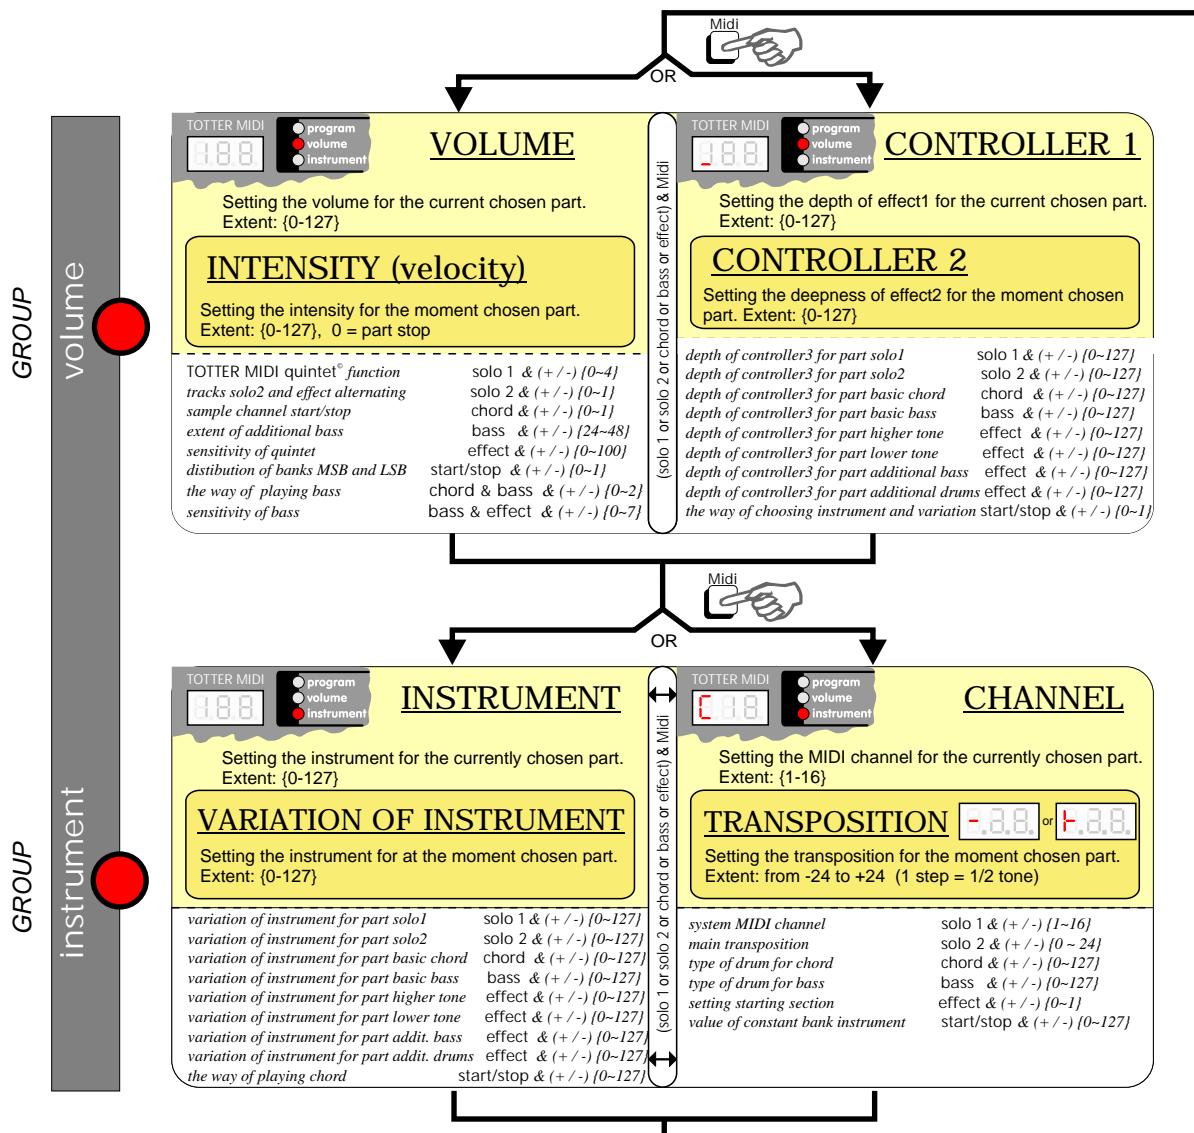 Midi
OR
GROUP
volume
TOTTER MIDI
program
volume
instrument
VOLUME
Setting the volume for the current chosen part.
Extent: {0-127}
INTENSITY (velocity)
Setting the intensity for the moment chosen part.
Extent: {0-127}, 0 = part stop
TOTTER MIDI quintet© function solo 1 & (+ / -) {0~4}
tracks solo2 and effect alternating solo 2 & (+ / -) {0~1}
sample channel start/stop chord & (+ / -) {0~1}
extent of additional bass bass & (+ / -) {24~48}
sensitivity of quintet effect & (+ / -) {0~100}
distibution of banks MSB and LSB start/stop & (+ / -) {0~1}
the way of playing bass chord & bass & (+ / -) {0~2}
sensitivity of bass bass & effect & (+ / -) {0~7}
(solo 1 or solo 2 or chord or bass or effect) & Midi
TOTTER MIDI
program
volume
instrument
CONTROLLER 1
Setting the depth of effect1 for the current chosen part.
Extent: {0-127}
CONTROLLER 2
Setting the deepness of effect2 for the moment chosen
part. Extent: {0-127}
depth of controller3 for part solo1 solo 1 & (+ / -) {0~127}
depth of controller3 for part solo2 solo 2 & (+ / -) {0~127}
depth of controller3 for part basic chord chord & (+ / -) {0~127}
depth of controller3 for part basic bass bass & (+ / -) {0~127}
depth of controller3 for part higher tone effect & (+ / -) {0~127}
depth of controller3 for part lower tone effect & (+ / -) {0~127}
depth of controller3 for part additional bass effect & (+ / -) {0~127}
depth of controller3 for part additional drums effect & (+ / -) {0~127}
the way of choosing instrument and variation start/stop & (+ / -) {0~1}
Midi
OR
GROUP
instrument
TOTTER MIDI
188
program
volume
instrument
INSTRUMENT
Setting the instrument for the currently chosen part.
Extent: {0-127}
VARIATION OF INSTRUMENT
Setting the instrument for at the moment chosen part.
Extent: {0-127}
variation of instrument for part solo1 solo 1 & (+ / -) {0~127}
variation of instrument for part solo2 solo 2 & (+ / -) {0~127}
variation of instrument for part basic chord chord & (+ / -) {0~127}
variation of instrument for part basic bass bass & (+ / -) {0~127}
variation of instrument for part higher tone effect & (+ / -) {0~127}
variation of instrument for part lower tone effect & (+ / -) {0~127}
variation of instrument for part addit. bass effect & (+ / -) {0~127}
variation of instrument for part addit. drums effect & (+ / -) {0~127}
the way of playing chord start/stop & (+ / -) {0~127}
(solo 1 or solo 2 or chord or bass or effect) & Midi
TOTTER MIDI
C18
program
volume
instrument
CHANNEL
Setting the MIDI channel for the currently chosen part.
Extent: {1-16}
TRANSPOSITION
or
Setting the transposition for the moment chosen part.
Extent: from -24 to +24 (1 step = 1/2 tone)
system MIDI channel solo 1 & (+ / -) {1~16}
main transposition solo 2 & (+ / -) {0 ~ 24}
type of drum for chord chord & (+ / -) {0~127}
type of drum for bass bass & (+ / -) {0~127}
setting starting section effect & (+ / -) {0~1}
value of constant bank instrument start/stop & (+ / -) {0~127}